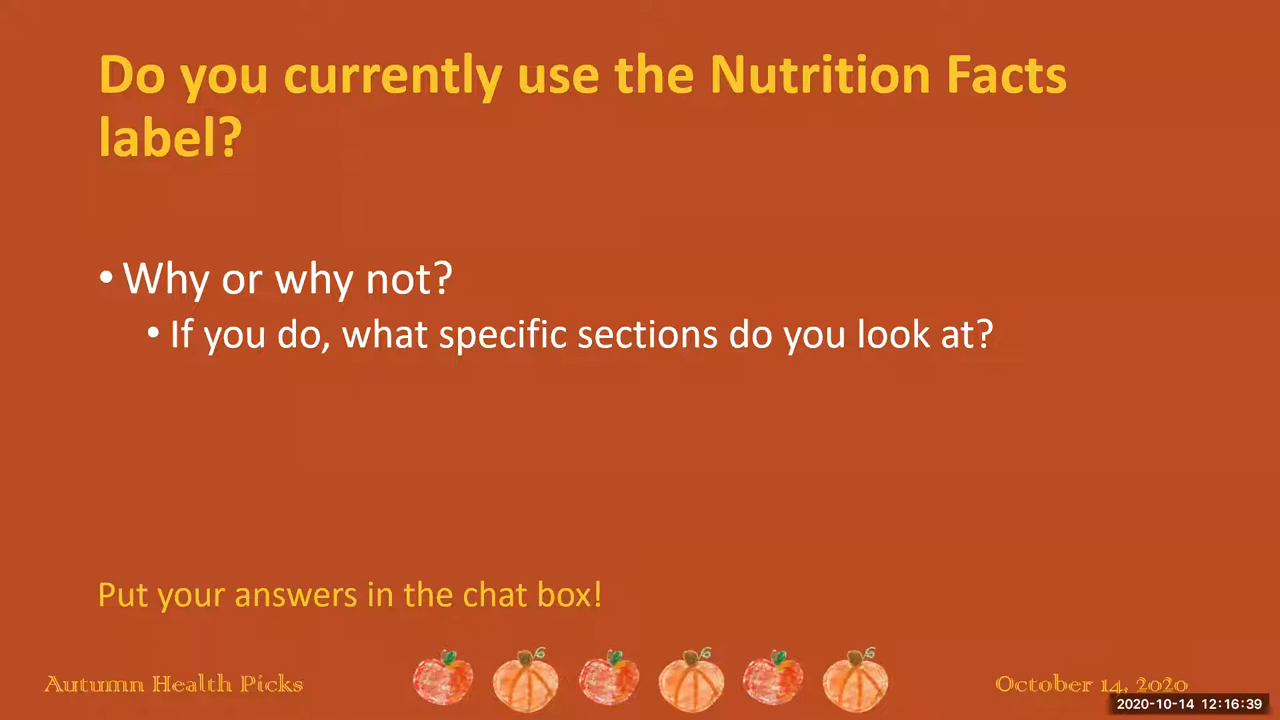 Do you currently use the Nutrition Facts
label?
• Why or why not?
• If you do, what specific sections do you look at?
Put your answers in the chat box!
Autumn Health Picks
October 14, 2020
2020-10-14 12:16:39